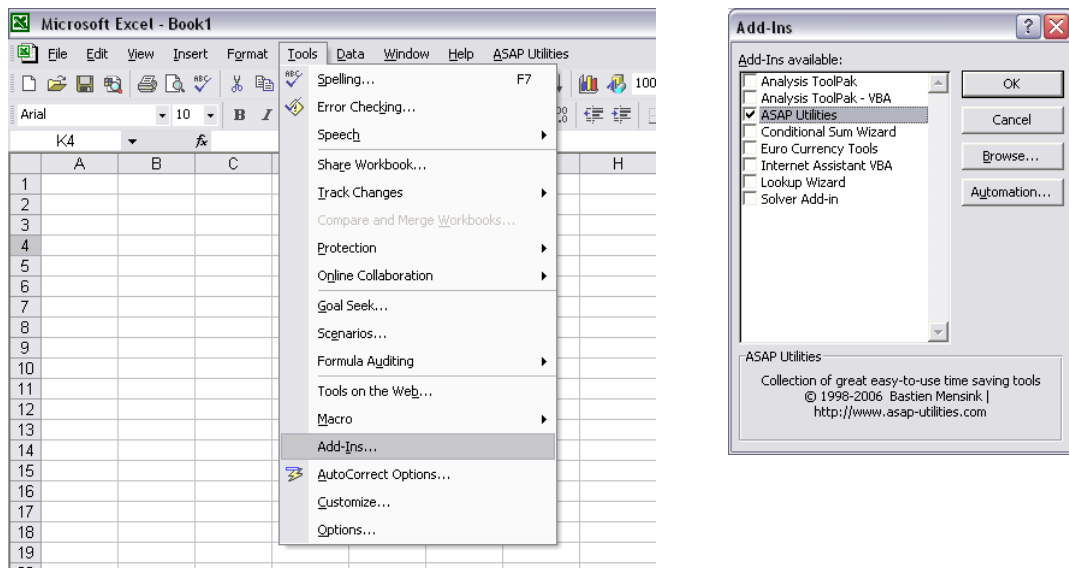 Microsoft Excel - Book1
File Edit View Insert Format Tools Data Window Help ASAP Utilities
100
Arial 10 B I
K4 fx
A B C H
1
2
3
4
5
6
7
8
9
10
11
12
13
14
15
16
17
18
19
Spelling... F7
Error Checking...
Speech
Share Workbook...
Track Changes
Compare and Merge Workbooks...
Protection
Online Collaboration
Goal Seek...
Scenarios...
Formula Auditing
Tools on the Web...
Macro
Add-Ins...
AutoCorrect Options...
Customize...
Options...
Add-Ins
Add-Ins available:
Analysis ToolPak
Analysis ToolPak - VBA
ASAP Utilities
Conditional Sum Wizard
Euro Currency Tools
Internet Assistant VBA
Lookup Wizard
Solver Add-in
OK
Cancel
Browse...
Automation...
ASAP Utilities
Collection of great easy-to-use time saving tools
© 1998-2006 Bastien Mensink |
http://www.asap-utilities.com